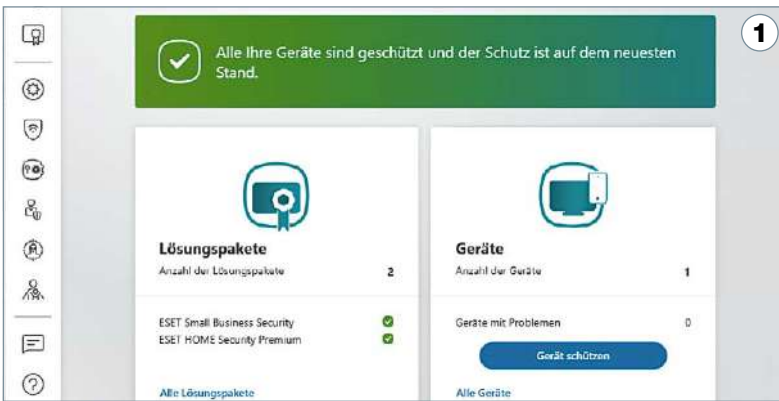 1
Alle Ihre Geräte sind geschützt und der Schutz ist auf dem neuesten
Stand.
Lösungspakete
Anzahl der Lösungspakete 2
ESET Small Business Security
ESET HOME Security Premium
Alle Lösungspakete
Geräte
Anzahl der Geräte 1
Geräte mit Problemen 0
Gerät schützen
Alle Geräte